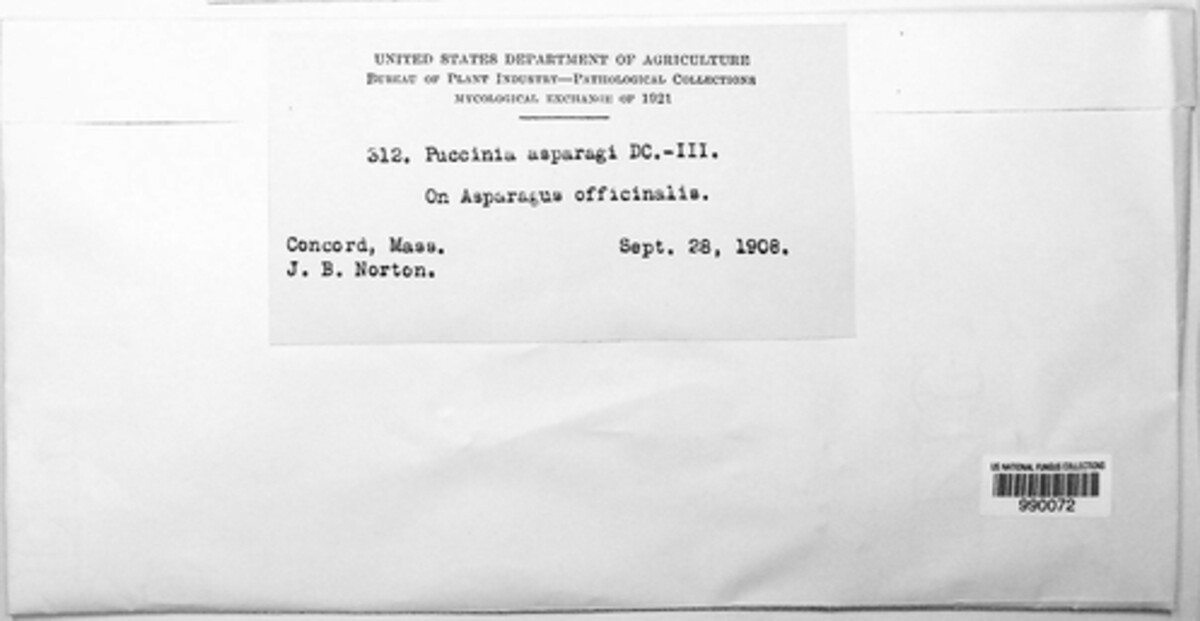 UNITED STATES DEPARTMENT OF AGRICULTURE
BUREAU OF PLANT INDUSTRY—PATHOLOGICAL COLLECTIONS
MYCOLOGICAL EXCHANGE OF 1921
312. Puccinia asparagi DC.-III.
On Asparagus officinalis.
Concord, Mass. Sept. 28, 1908.
J. B. Norton.
US NATIONAL FUNGUS COLLECTIONS
990072